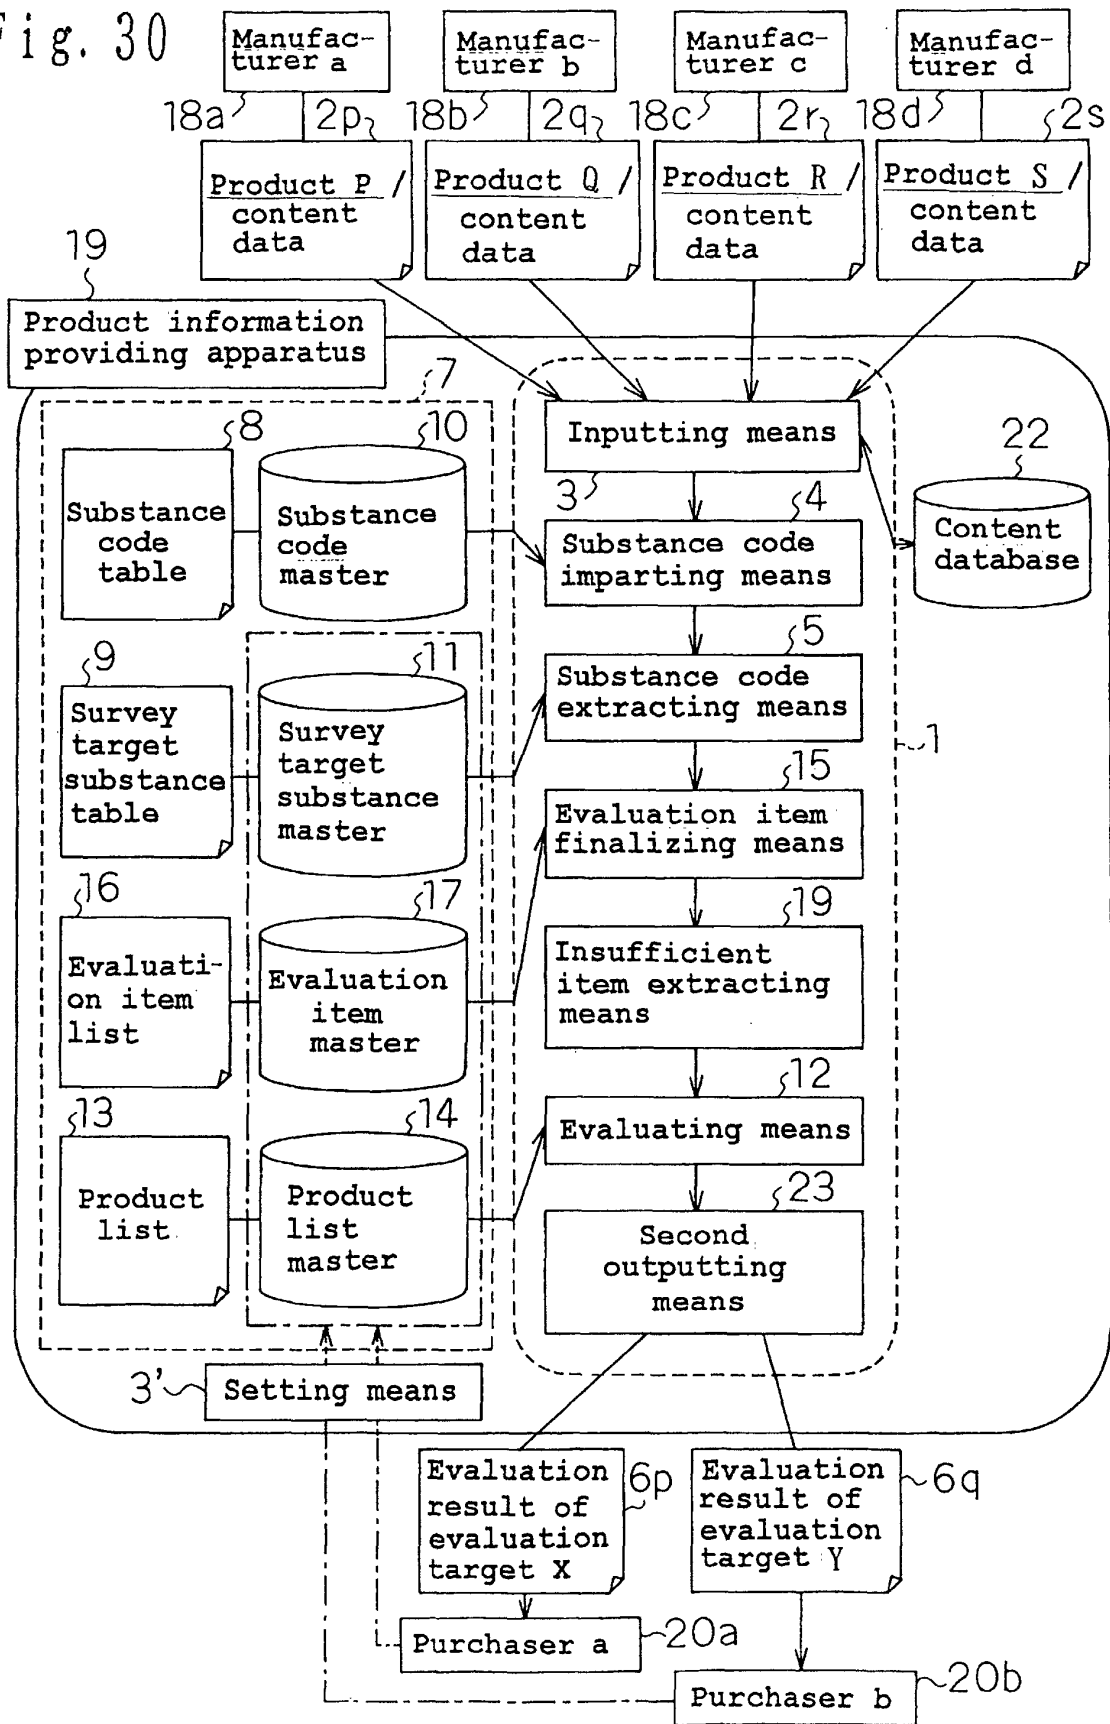 Fig. 30
Manufac-
turer a
Manufac-
turer b
Manufac-
turer c
Manufac-
turer d
18a
2p
18b
2q
18c
2r
18d
2s
Product P /
content
data
Product Q /
content
data
Product R /
content
data
Product S /
content
data
19
Product information
providing apparatus
7
8
10
Inputting means
3
22
Substance
code
table
Substance
code
master
4
Substance code
imparting means
Content
database
9
11
5
Survey
target
substance
table
Survey
target
substance
master
Substance code
extracting means
1
15
Evaluation item
finalizing means
16
17
19
Evaluati-
on item
list
Evaluation
item
master
Insufficient
item extracting
means
13
14
12
Evaluating means
Product
list
Product
list
master
23
Second
outputting
means
3'
Setting means
Evaluation
result of
evaluation
target X
6p
Evaluation
result of
evaluation
target Y
6q
Purchaser a
20a
Purchaser b
20b